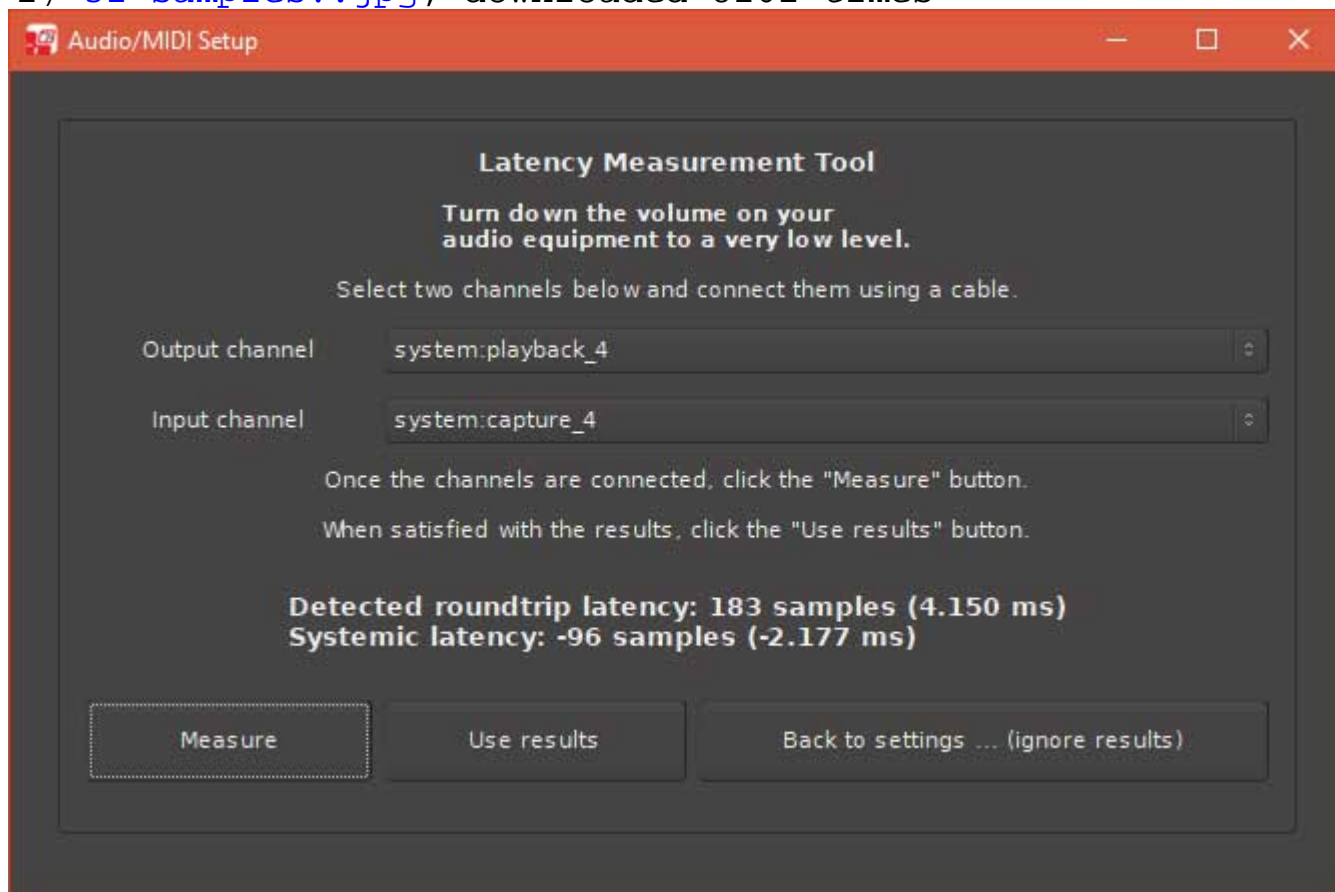 Audio/MIDI Setup
Latency Measurement Tool
Turn down the volume on your
audio equipment to a very low level.
Select two channels below and connect them using a cable.
Output channel system:playback_4
Input channel system:capture_4
Once the channels are connected, click the "Measure" button.
When satisfied with the results, click the "Use results" button.
Detected roundtrip latency: 183 samples (4.150 ms)
Systemic latency: -96 samples (-2.177 ms)
Measure Use results Back to settings ... (ignore results)